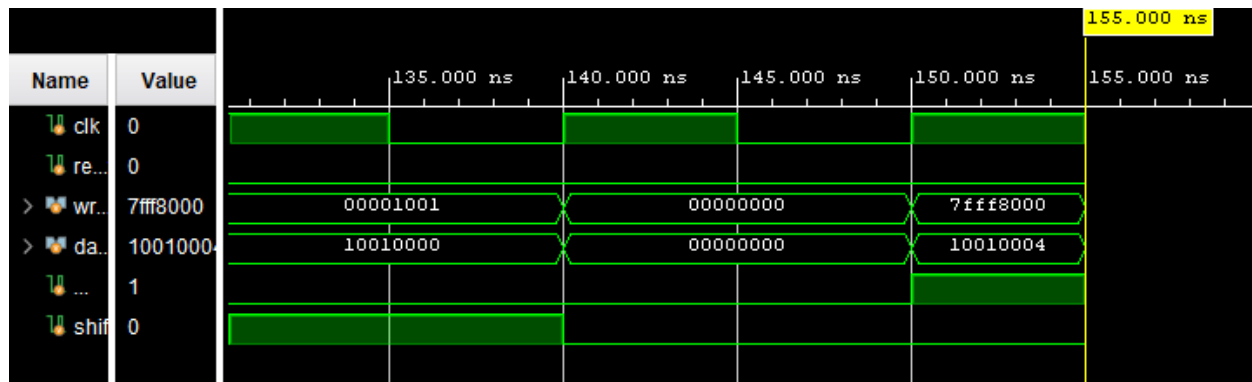 155.000 ns
Name Value 135.000 ns 140.000 ns 145.000 ns 150.000 ns 155.000 ns
clk 0
re... 0
wr... 7fff8000 00001001 00000000 7fff8000
da... 10010004 10010000 00000000 10010004
... 1
shif 0